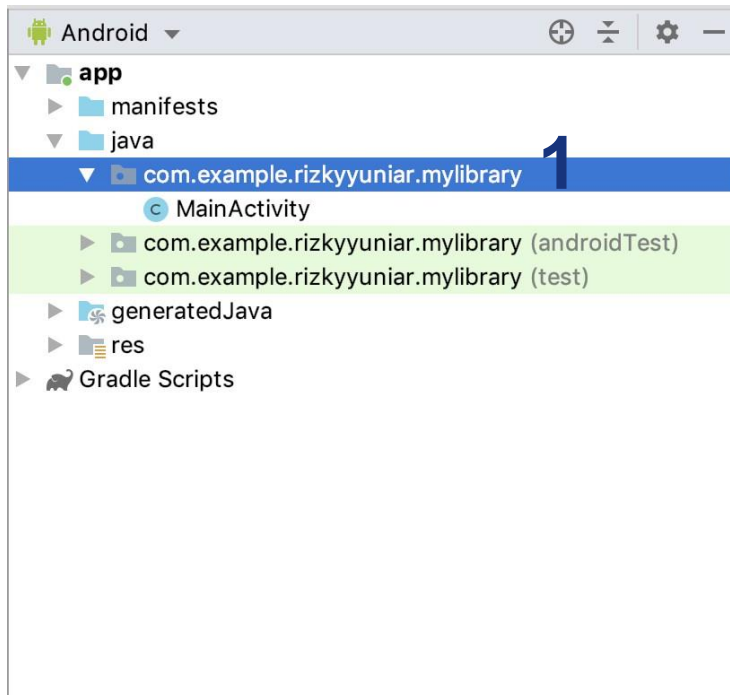 Android
app
manifests
java
com.example.rizkyyuniar.mylibrary 1
MainActivity
com.example.rizkyyuniar.mylibrary (androidTest)
com.example.rizkyyuniar.mylibrary (test)
generatedJava
res
Gradle Scripts